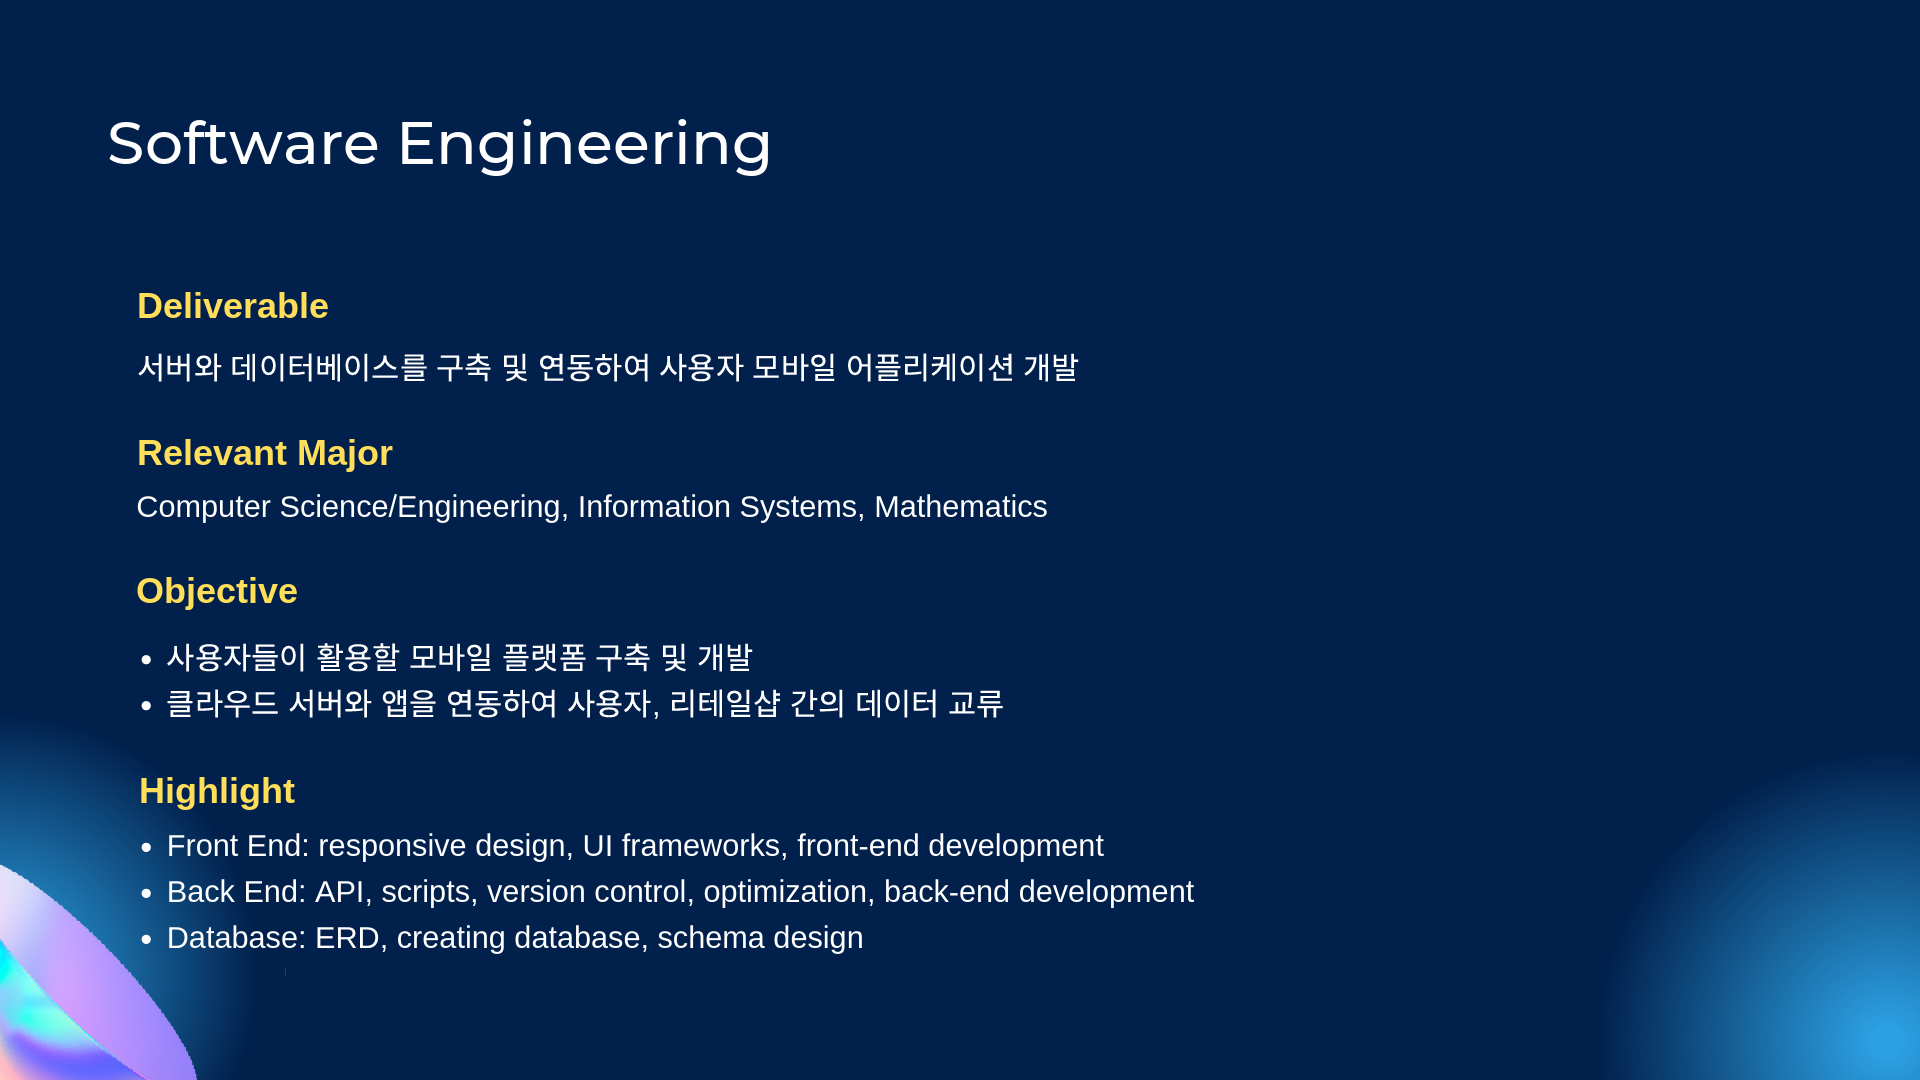 Software Engineering
Deliverable
서버와 데이터베이스를 구축 및 연동하여 사용자 모바일 어플리케이션 개발
Relevant Major
Computer Science/Engineering, Information Systems, Mathematics
Objective
• 사용자들이 활용할 모바일 플랫폼 구축 및 개발
• 클라우드 서버와 앱을 연동하여 사용자, 리테일샵 간의 데이터 교류
Highlight
• Front End: responsive design, UI frameworks, front-end development
• Back End: API, scripts, version control, optimization, back-end development
• Database: ERD, creating database, schema design